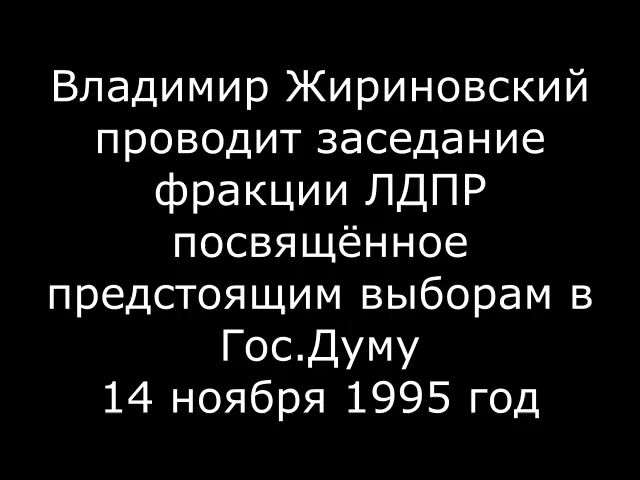 Владимир Жириновский
проводит заседание
фракции ЛДПР
посвящённое
предстоящим выборам в
Гос.Думу
14 ноября 1995 год